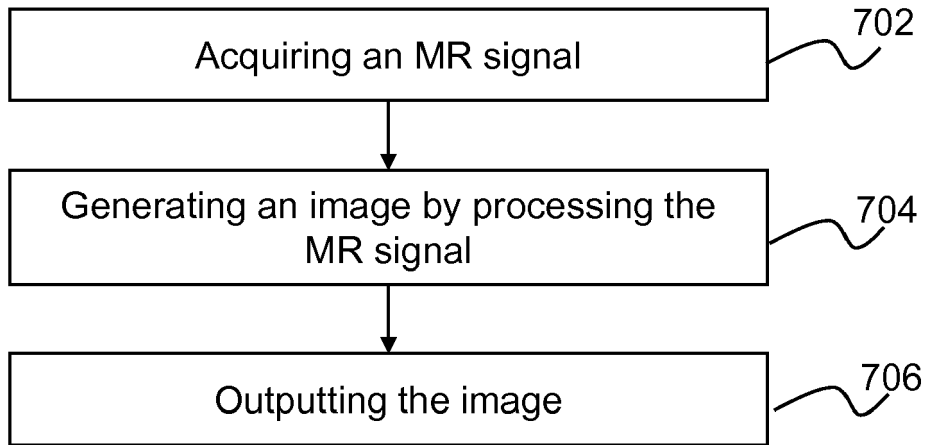 702
Acquiring an MR signal
704
Generating an image by processing the
MR signal
706
Outputting the image